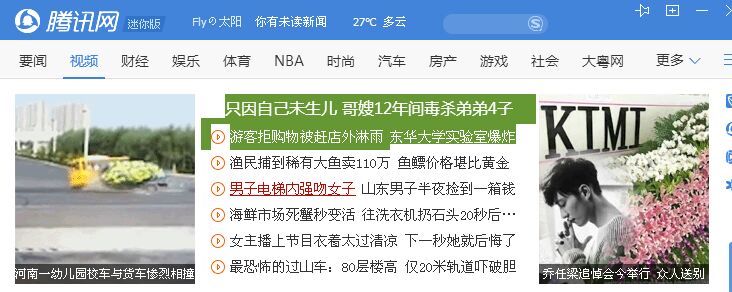 腾讯网 迷你版 Flyの太阳 你有未读新闻 27℃ 多云
要闻 视频 财经 娱乐 体育 NBA 时尚 汽车 房产 游戏 社会 大粤网 更多
只因自己未生儿 哥嫂12年间毒杀弟弟4子
游客拒购物被赶店外淋雨 东华大学实验室爆炸
渔民捕到稀有大鱼卖110万 鱼鳔价格堪比黄金
男子电梯内强吻女子 山东男子半夜捡到一箱钱
海鲜市场死蟹秒变活 往洗衣机扔石头20秒后…
女主播上节目衣着太过清凉 下一秒她就后悔了
最恐怖的过山车：80层楼高 仅20米轨道吓破胆
河南一幼儿园校车与货车惨烈相撞
KIMI
乔任梁追悼会今举行 众人送别